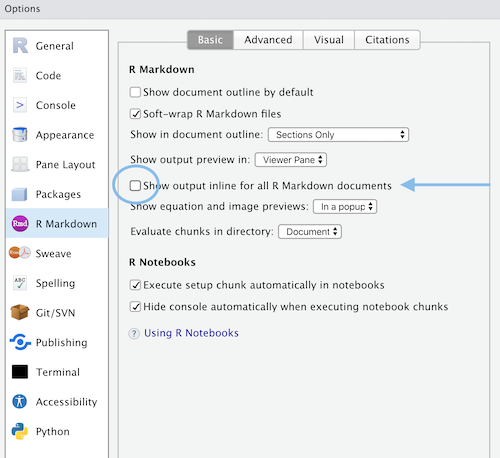 Options
General
Code
Console
Appearance
Pane Layout
Packages
Rmd R Markdown
Sweave
ABC Spelling
Git/SVN
Publishing
Terminal
Accessibility
Python
Basic Advanced Visual Citations
R Markdown
Show document outline by default
Soft-wrap R Markdown files
Show in document outline: Sections Only
Show output preview in: Viewer Pane
Show output inline for all R Markdown documents
Show equation and image previews: In a popup
Evaluate chunks in directory: Document
R Notebooks
Execute setup chunk automatically in notebooks
Hide console automatically when executing notebook chunks
? Using R Notebooks